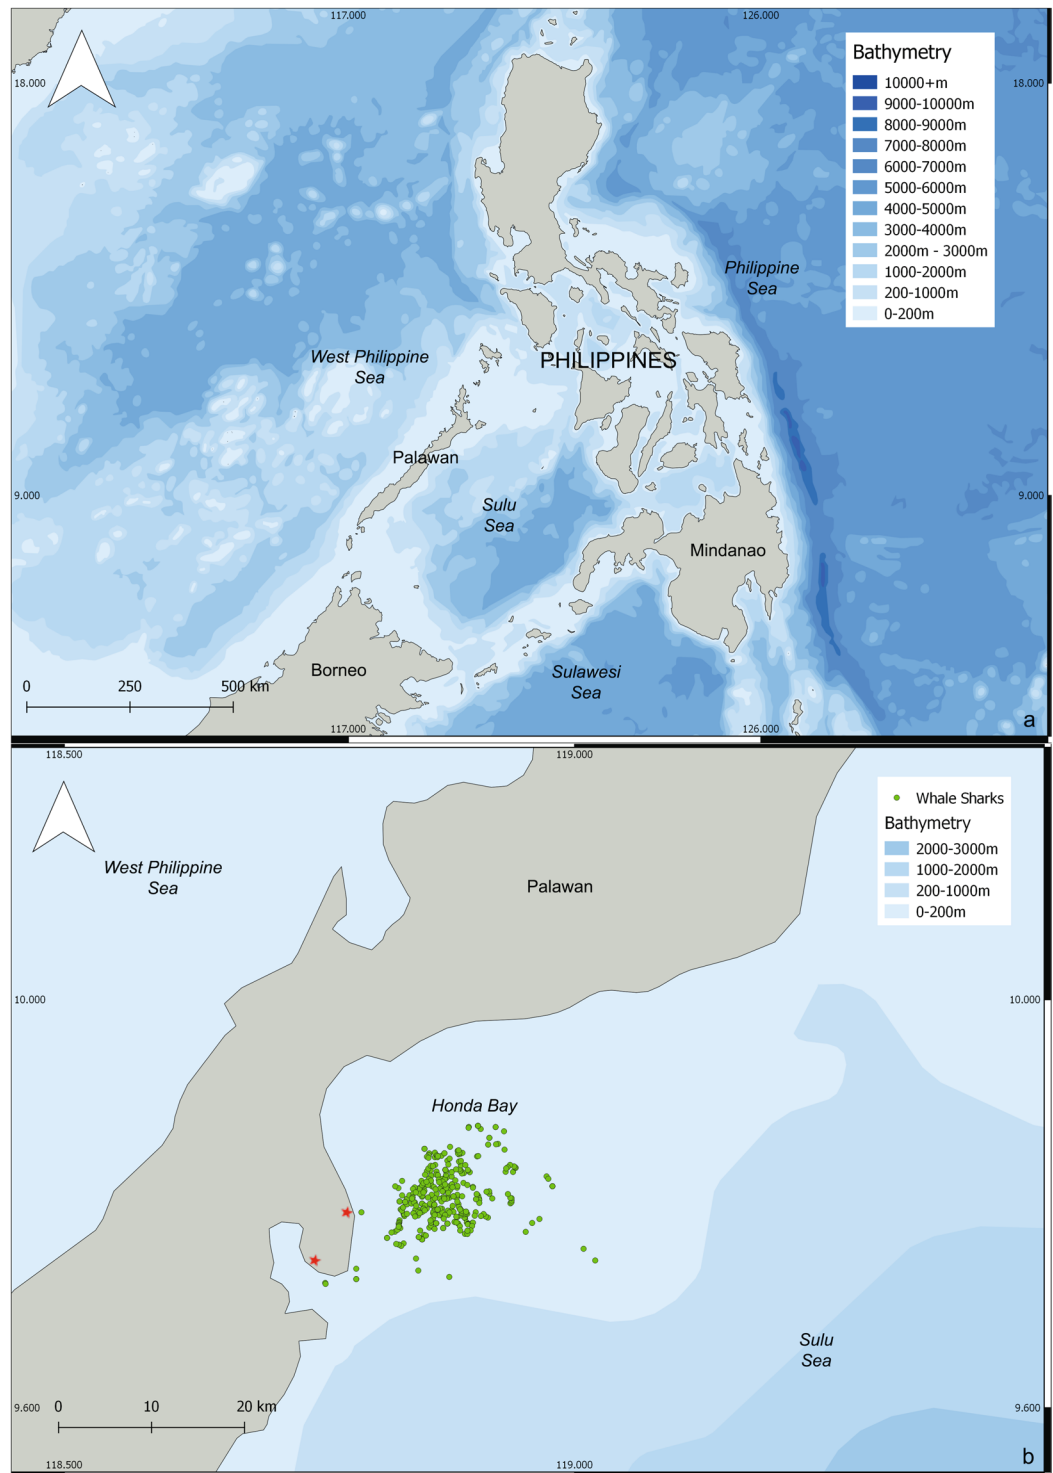 117.000
126.000
18.000
18.000
Bathymetry
10000+m
9000-10000m
8000-9000m
7000-8000m
6000-7000m
5000-6000m
4000-5000m
3000-4000m
2000m - 3000m
1000-2000m
200-1000m
0-200m
Philippine
Sea
West Philippine
Sea
PHILIPPINES
Palawan
9.000
9.000
Sulu
Sea
Mindanao
Borneo
Sulawesi
Sea
0 250 500 km
a
117.000
126.000
118.500
119.000
Whale Sharks
Bathymetry
2000-3000m
1000-2000m
200-1000m
0-200m
West Philippine
Sea
Palawan
10.000
10.000
Honda Bay
Sulu
Sea
0 10 20 km
9.600
9.600
b
118.500
119.000